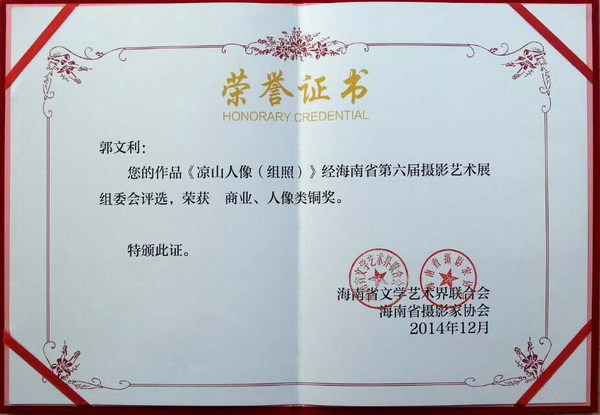 荣誉证书
HONORARY CREDENTIAL
郭文利：
您的作品《凉山人像（组照）》经海南省第六届摄影艺术展
组委会评选，荣获　商业、人像类铜奖。
特颁此证。
海南省文学艺术界联合会
海南省摄影家协会
2014年12月